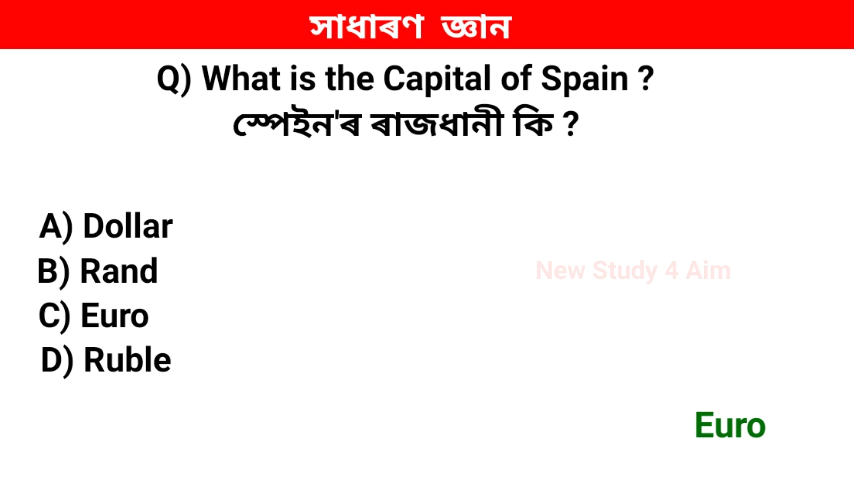 সাধাৰণ জ্ঞান
Q) What is the Capital of Spain ?
স্পেইন'ৰ ৰাজধানী কি ?
A) Dollar
B) Rand
New Study 4 Aim
C) Euro
D) Ruble
Euro